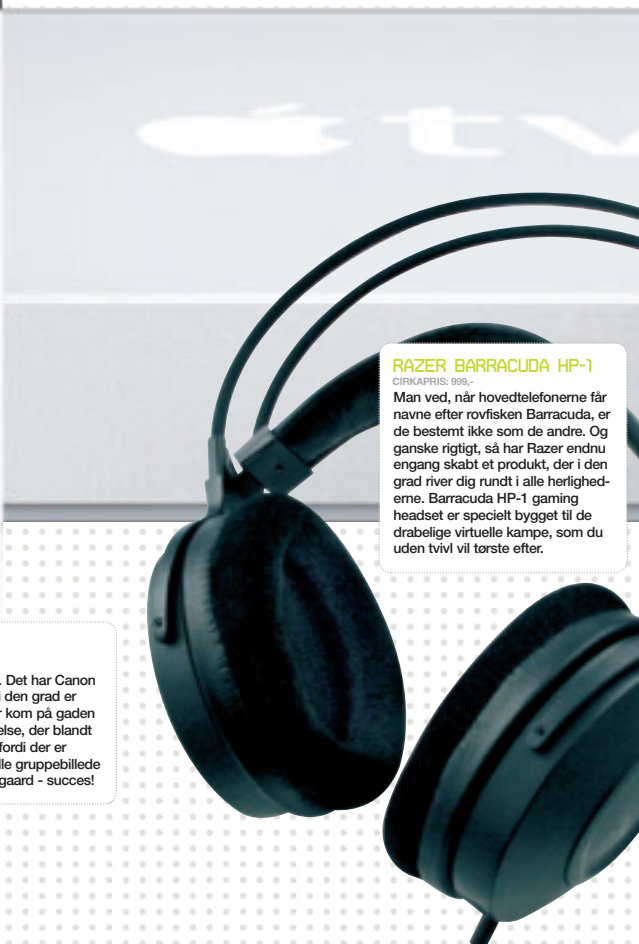 tv
RAZER BARRACUDA HP-1
CIRKAPRIS: 999,-
Man ved, når hovedtelefonerne får
navne efter rovfisken Barracuda, er
de bestemt ikke som de andre. Og
ganske rigtigt, så har Razer endnu
engang skabt et produkt, der i den
grad river dig rundt i alle herlighed-
erne. Barracuda HP-1 gaming
headset er specielt bygget til de
drabelige virtuelle kampe, som du
uden tvivl vil tørste efter.
. Det har Canon
i den grad er
r kom på gaden
else, der blandt
fordi der er
lle gruppebillede
gaard - succes!